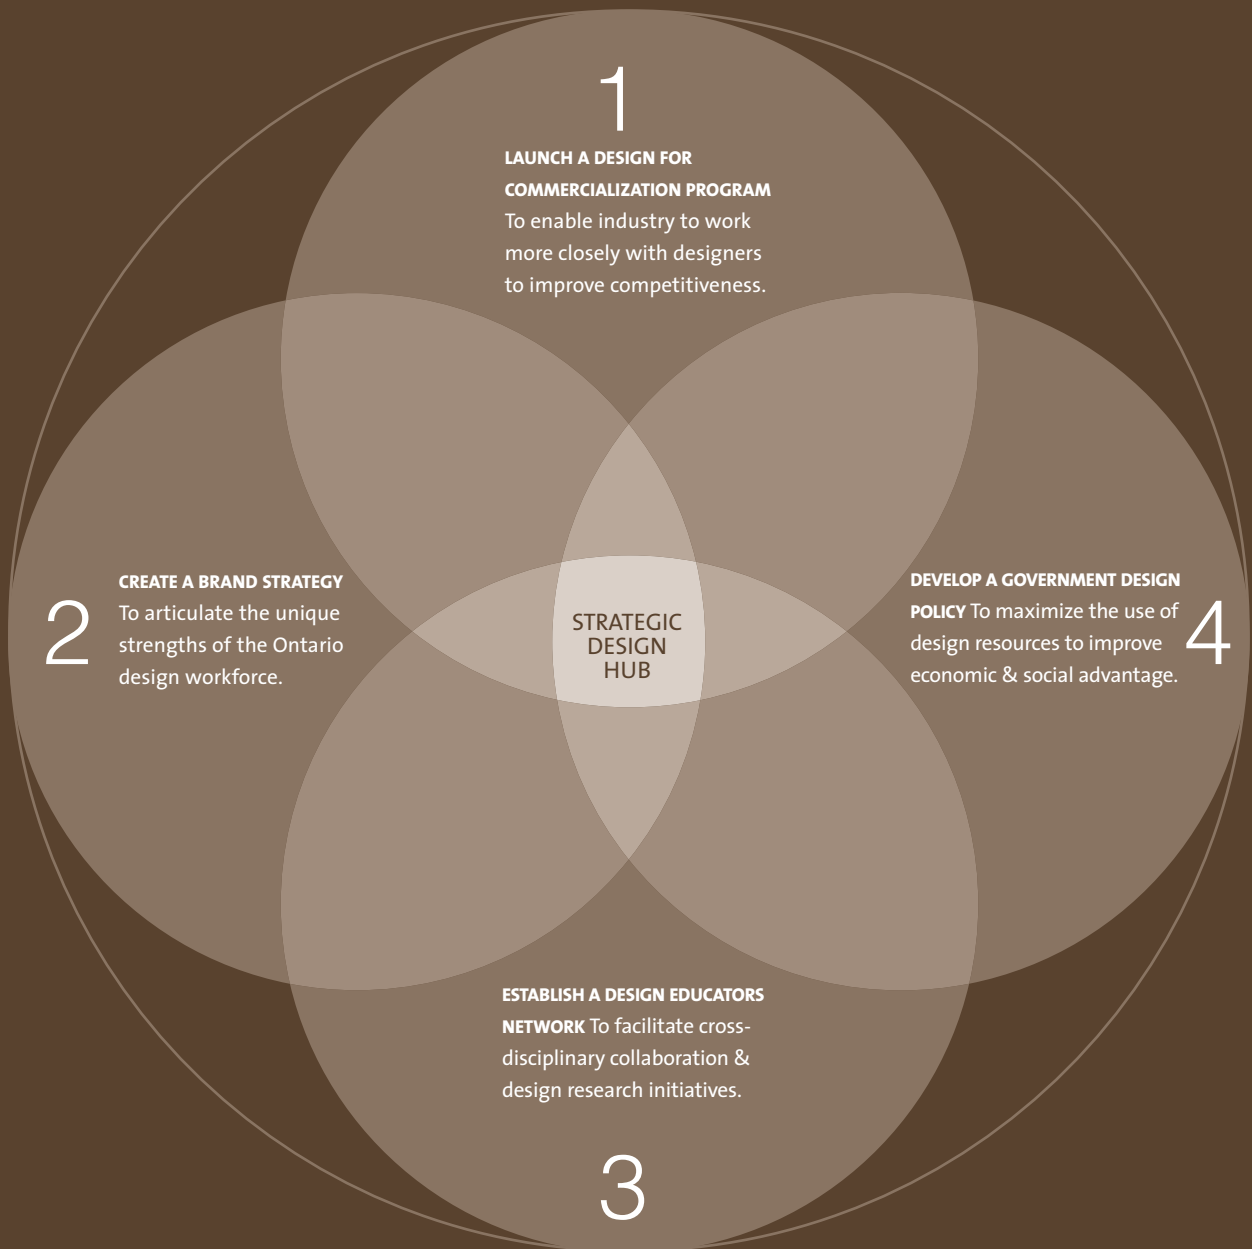 1
LAUNCH A DESIGN FOR
COMMERCIALIZATION PROGRAM
To enable industry to work
more closely with designers
to improve competitiveness.
2
CREATE A BRAND STRATEGY
To articulate the unique
strengths of the Ontario
design workforce.
STRATEGIC
DESIGN
HUB
DEVELOP A GOVERNMENT DESIGN
POLICY To maximize the use of
design resources to improve
economic & social advantage.
4
ESTABLISH A DESIGN EDUCATORS
NETWORK To facilitate cross-
disciplinary collaboration &
design research initiatives.
3